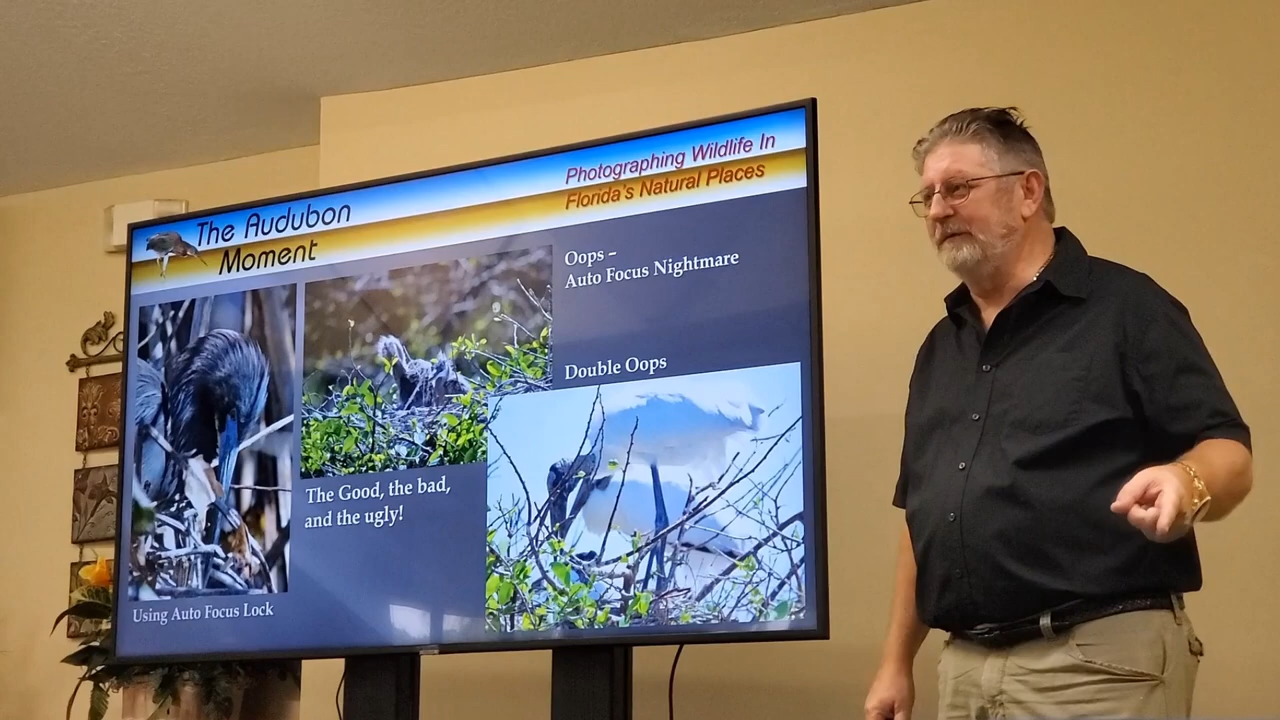 The Audubon
Moment
Photographing Wildlife In
Florida's Natural Places
Oops –
Auto Focus Nightmare
Double Oops
The Good, the bad,
and the ugly!
Using Auto Focus Lock